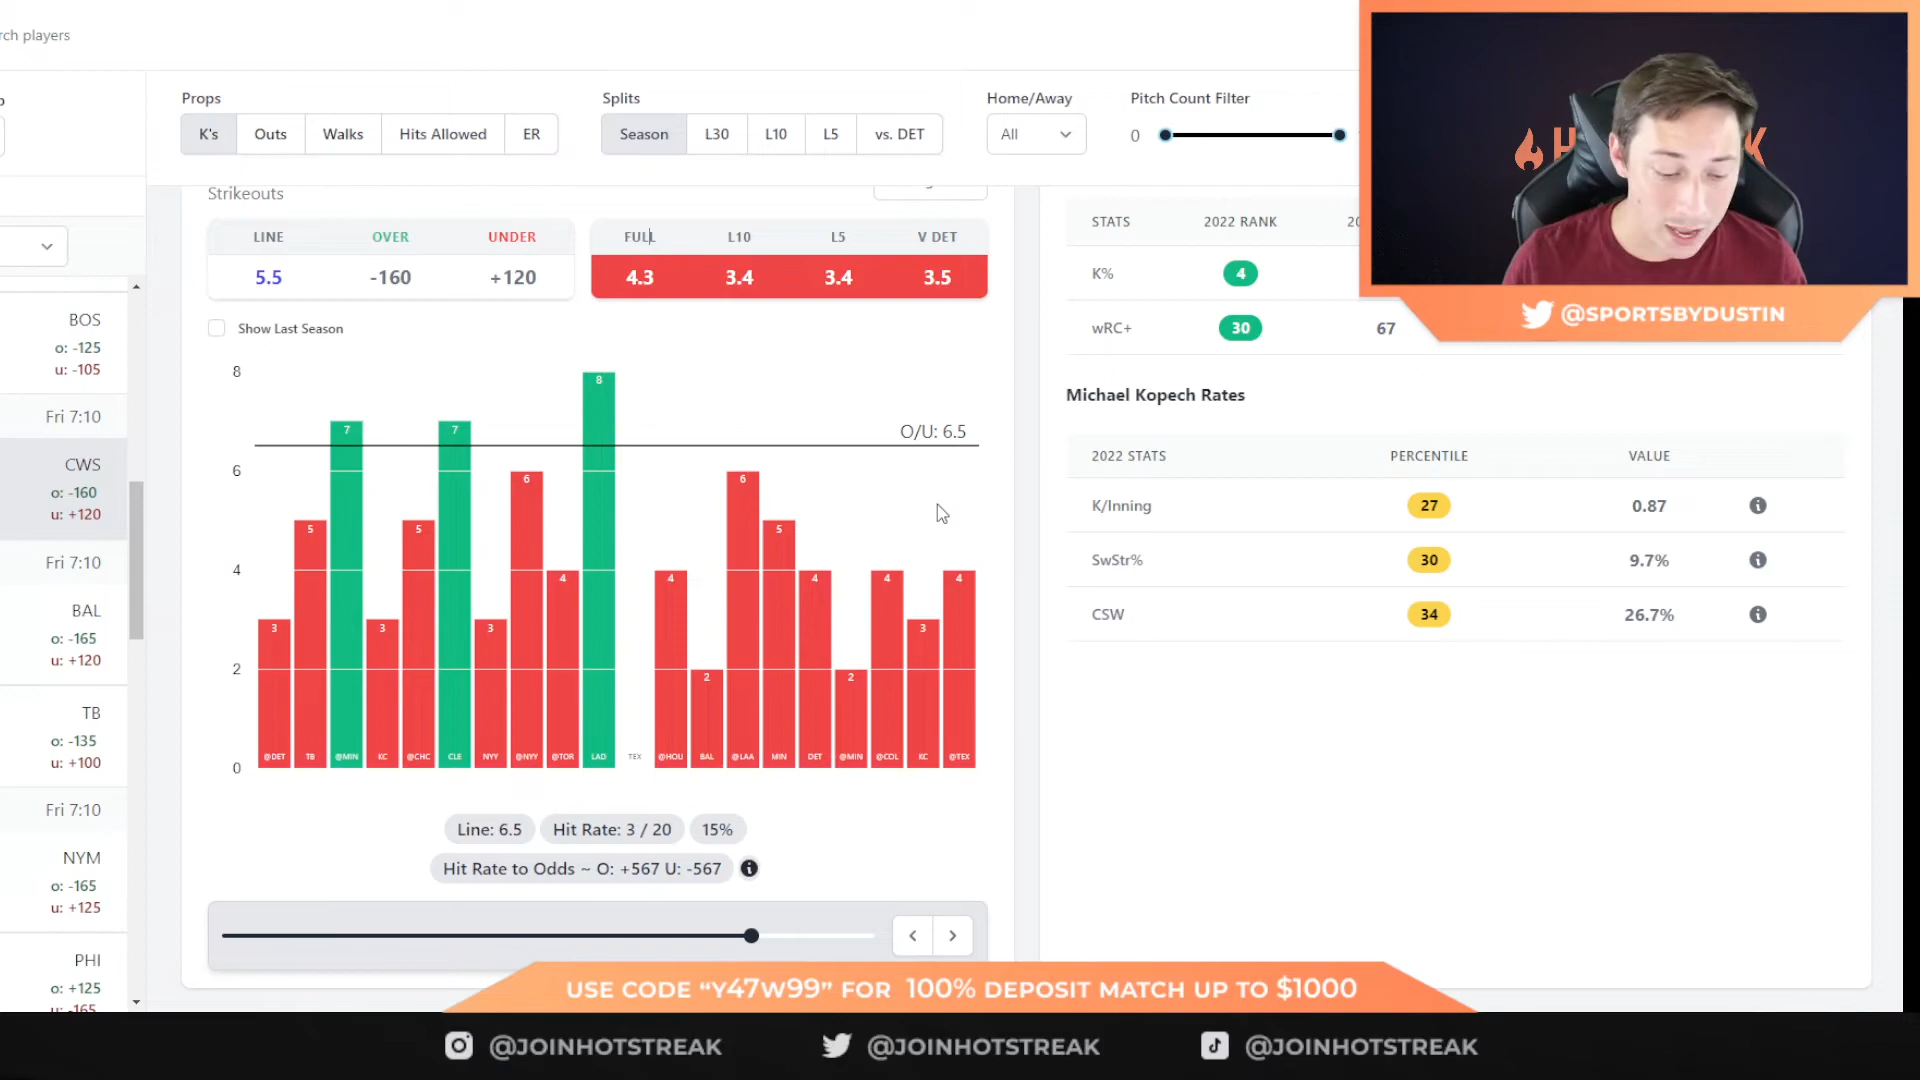 rch players
Props
K's
Outs
Walks
Hits Allowed
ER
Splits
Season
L30
L10
L5
vs. DET
Home/Away
All
Pitch Count Filter
0
BOS
o: -125
u: -105
Fri 7:10
CWS
o: -160
u: +120
Fri 7:10
BAL
o: -165
u: +120
TB
o: -135
u: +100
Fri 7:10
NYM
o: -165
u: +125
PHI
o: +125
u: -165
Strikeouts
LINE OVER UNDER
5.5 -160 +120
FULL L10 L5 V DET
4.3 3.4 3.4 3.5
Show Last Season
8
6
4
2
0
O/U: 6.5
3 5 7 3 5 7 3 6 4 8 4 2 6 5 4 2 4 3 4
@DET TB @MIN KC @CHC CLE NYY @NYY @TOR LAD TEX @HOU BAL @LAA MIN DET @MIN @COL KC @TEX
Line: 6.5
Hit Rate: 3 / 20
15%
Hit Rate to Odds ~ O: +567 U: -567
STATS 2022 RANK 20
K% 4
wRC+ 30 67
Michael Kopech Rates
2022 STATS PERCENTILE VALUE
K/Inning 27 0.87
SwStr% 30 9.7%
CSW 34 26.7%
H K
@SPORTSBYDUSTIN
USE CODE “Y47W99” FOR 100% DEPOSIT MATCH UP TO $1000
@JOINHOTSTREAK
@JOINHOTSTREAK
@JOINHOTSTREAK